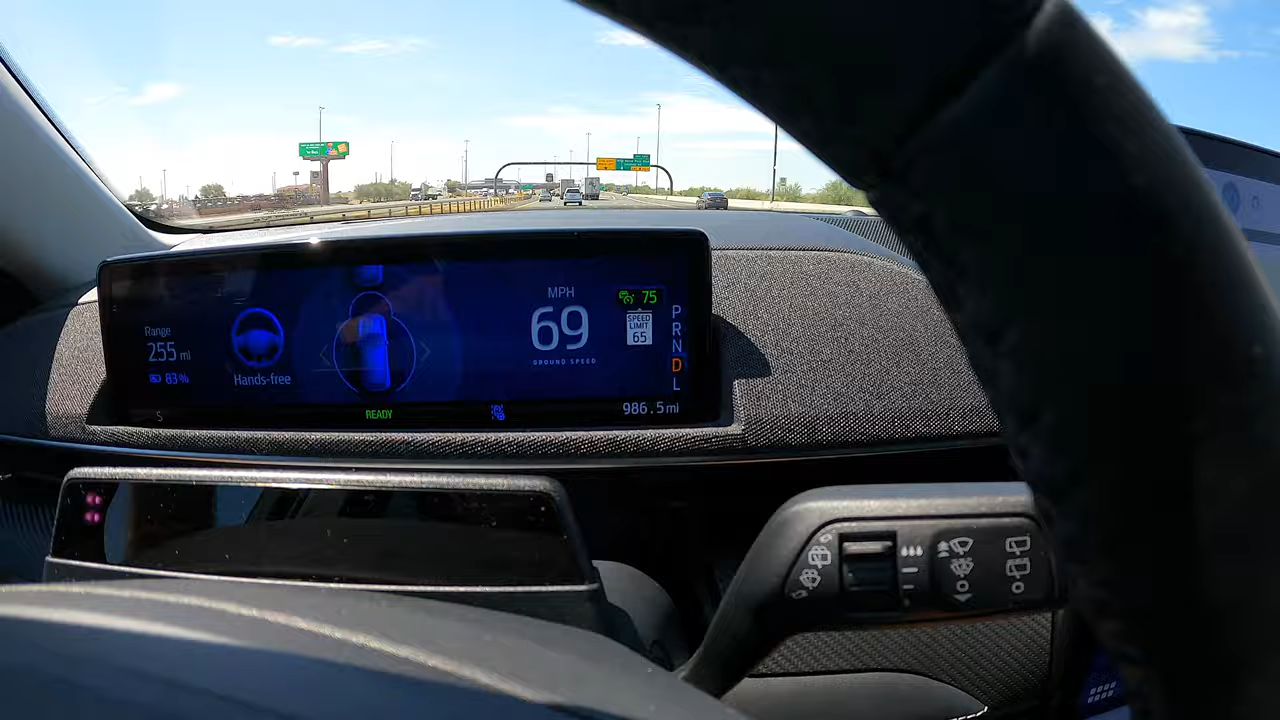 Range
255 mi
83%
Hands-free
S
READY
MPH
69
GROUND SPEED
75
SPEED
LIMIT
65
P
R
N
D
L
986.5 mi